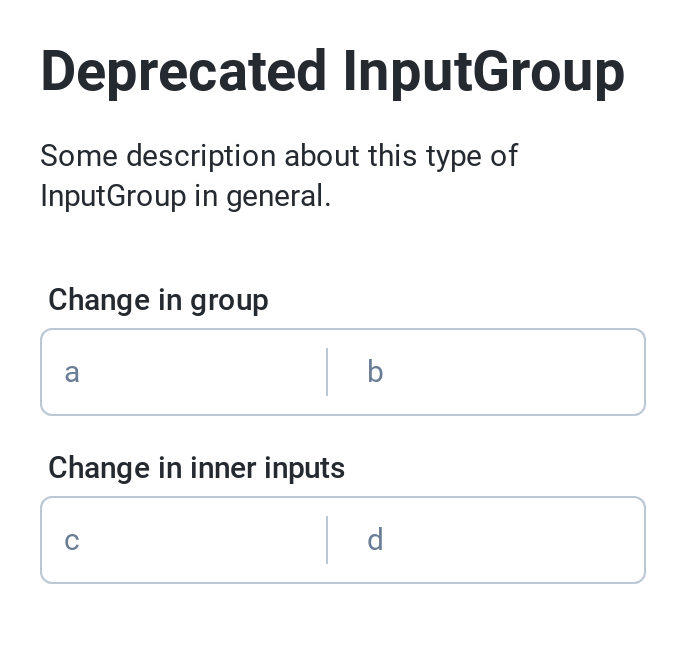 Deprecated InputGroup
Some description about this type of
InputGroup in general.
Change in group
a b
Change in inner inputs
c d